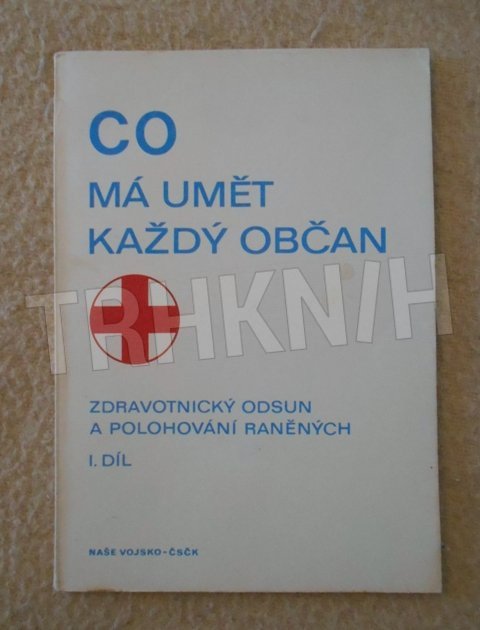 CO
MÁ UMĚT
KAŽDÝ OBČAN
TRHKNIH
ZDRAVOTNICKÝ ODSUN
A POLOHOVÁNÍ RANĚNÝCH
I. DÍL
NAŠE VOJSKO-ČSČK